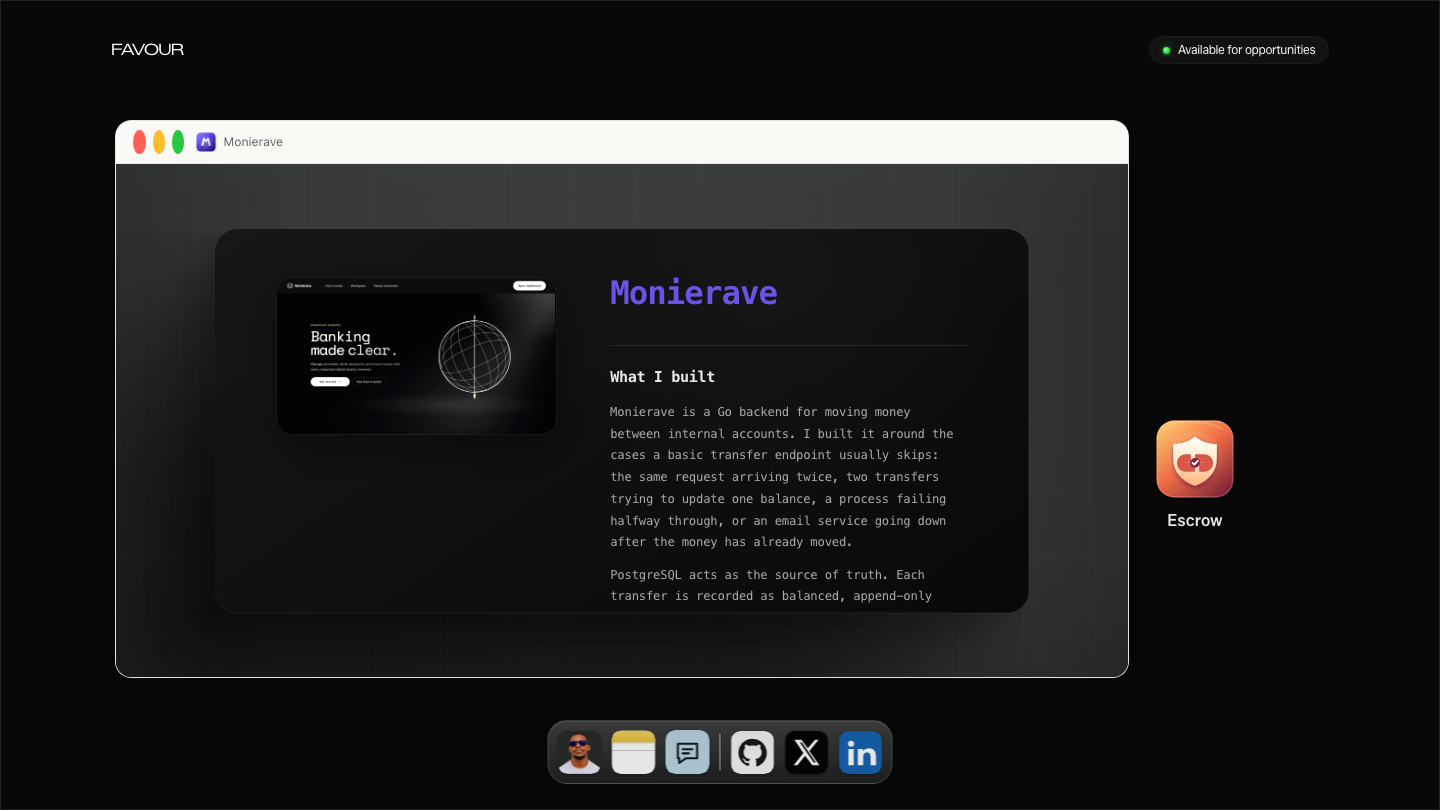 FAVOUR
Available for opportunities
Monierave
Banking
made clear.
Monierave
What I built
Monierave is a Go backend for moving money
between internal accounts. I built it around the
cases a basic transfer endpoint usually skips:
the same request arriving twice, two transfers
trying to update one balance, a process failing
halfway through, or an email service going down
after the money has already moved.
PostgreSQL acts as the source of truth. Each
transfer is recorded as balanced, append-only
Escrow
in